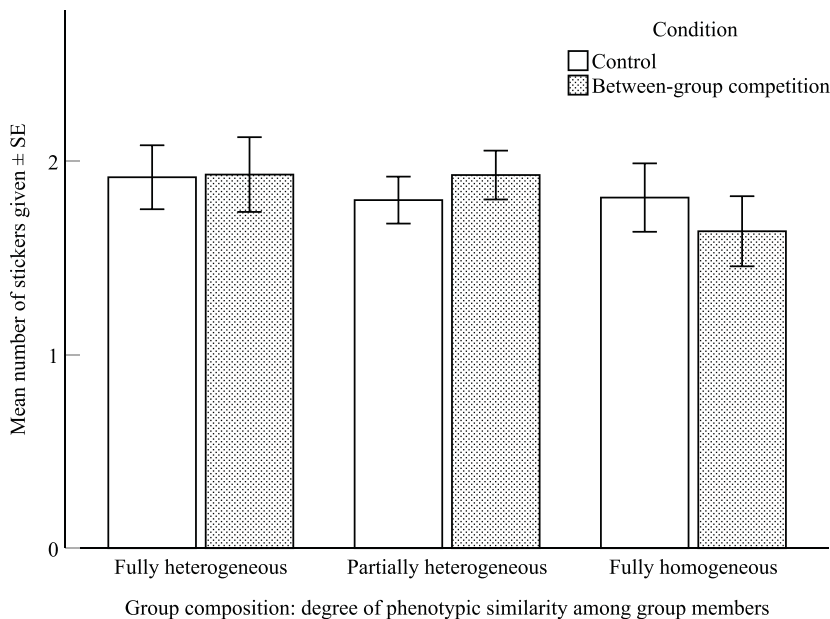 Condition
Control
Between-group competition
Mean number of stickers given ± SE
2
1
0
Fully heterogeneous
Partially heterogeneous
Fully homogeneous
Group composition: degree of phenotypic similarity among group members